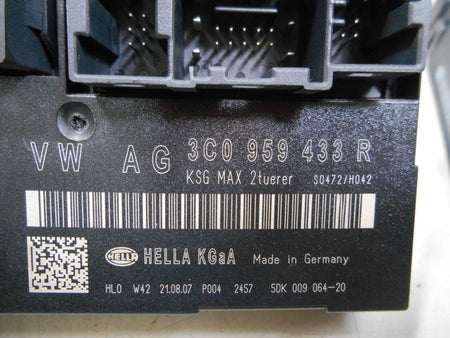 VW AG 3C0 959 433 R
KSG MAX 2tuerer S0472/H042
HELLA HELLA KGaA Made in Germany
HLO W42 21.08.07 P004 2457 5DK 009 064-20